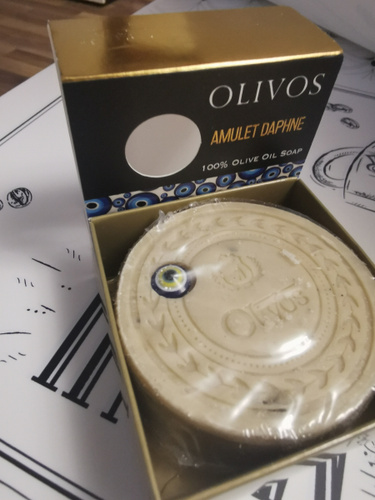 OLIVOS
AMULET DAPHNE
100% OLIVE OIL SOAP
Olivos